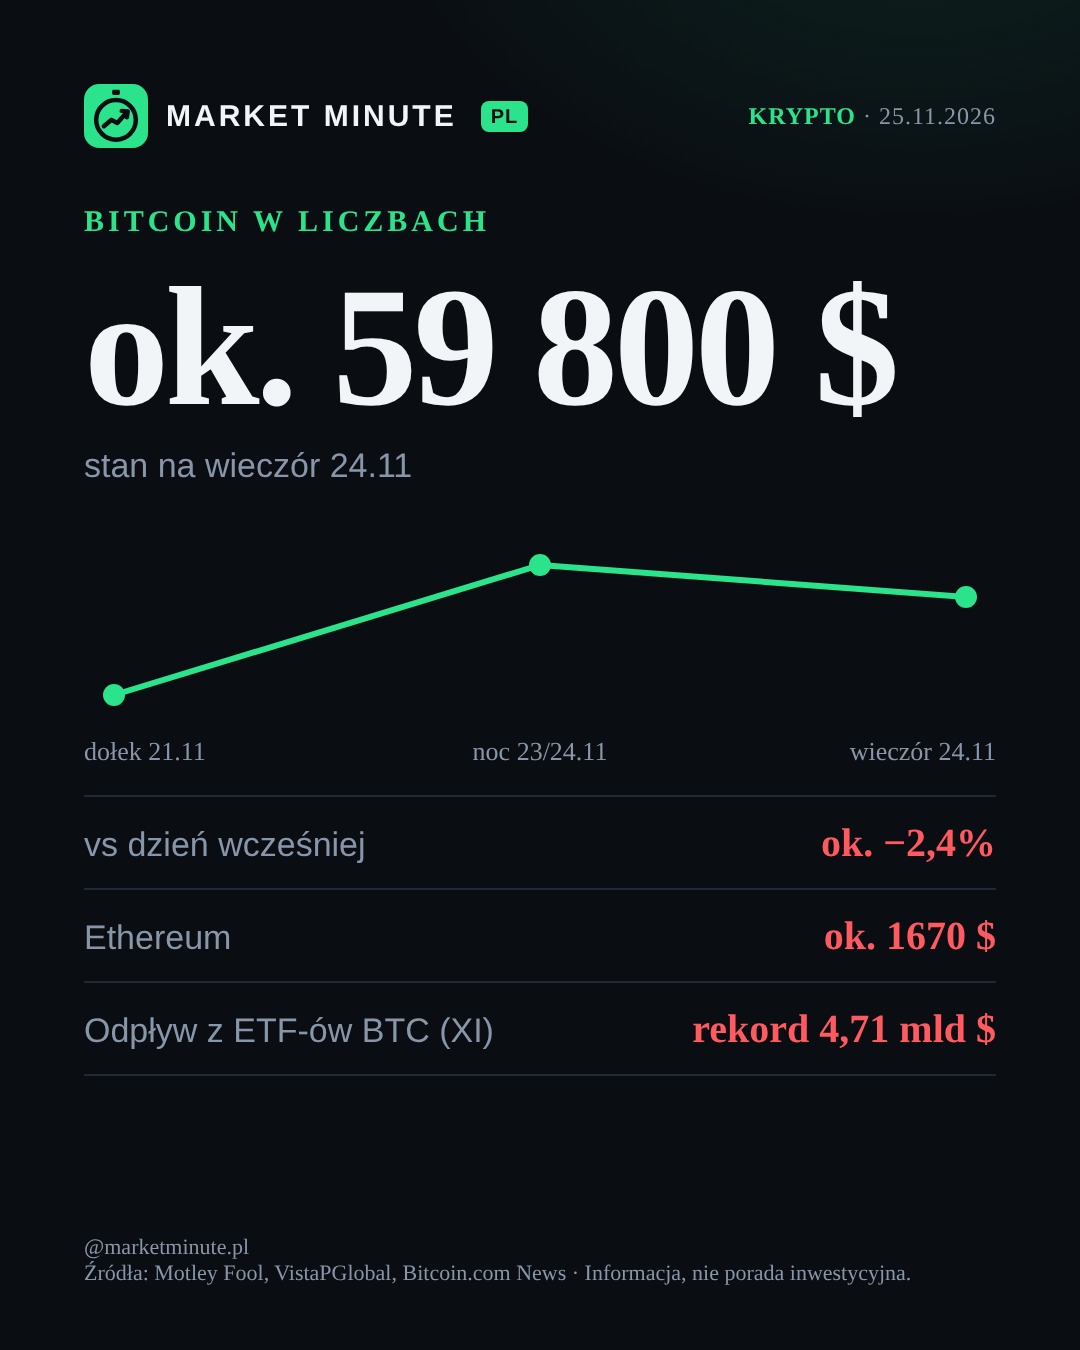 MARKET MINUTE PL
KRYPTO · 25.11.2026
BITCOIN W LICZBACH
ok. 59 800 $
stan na wieczór 24.11
dołek 21.11
noc 23/24.11
wieczór 24.11
vs dzień wcześniej
ok. −2,4%
Ethereum
ok. 1670 $
Odpływ z ETF-ów BTC (XI)
rekord 4,71 mld $
@marketminute.pl
Źródła: Motley Fool, VistaPGlobal, Bitcoin.com News · Informacja, nie porada inwestycyjna.